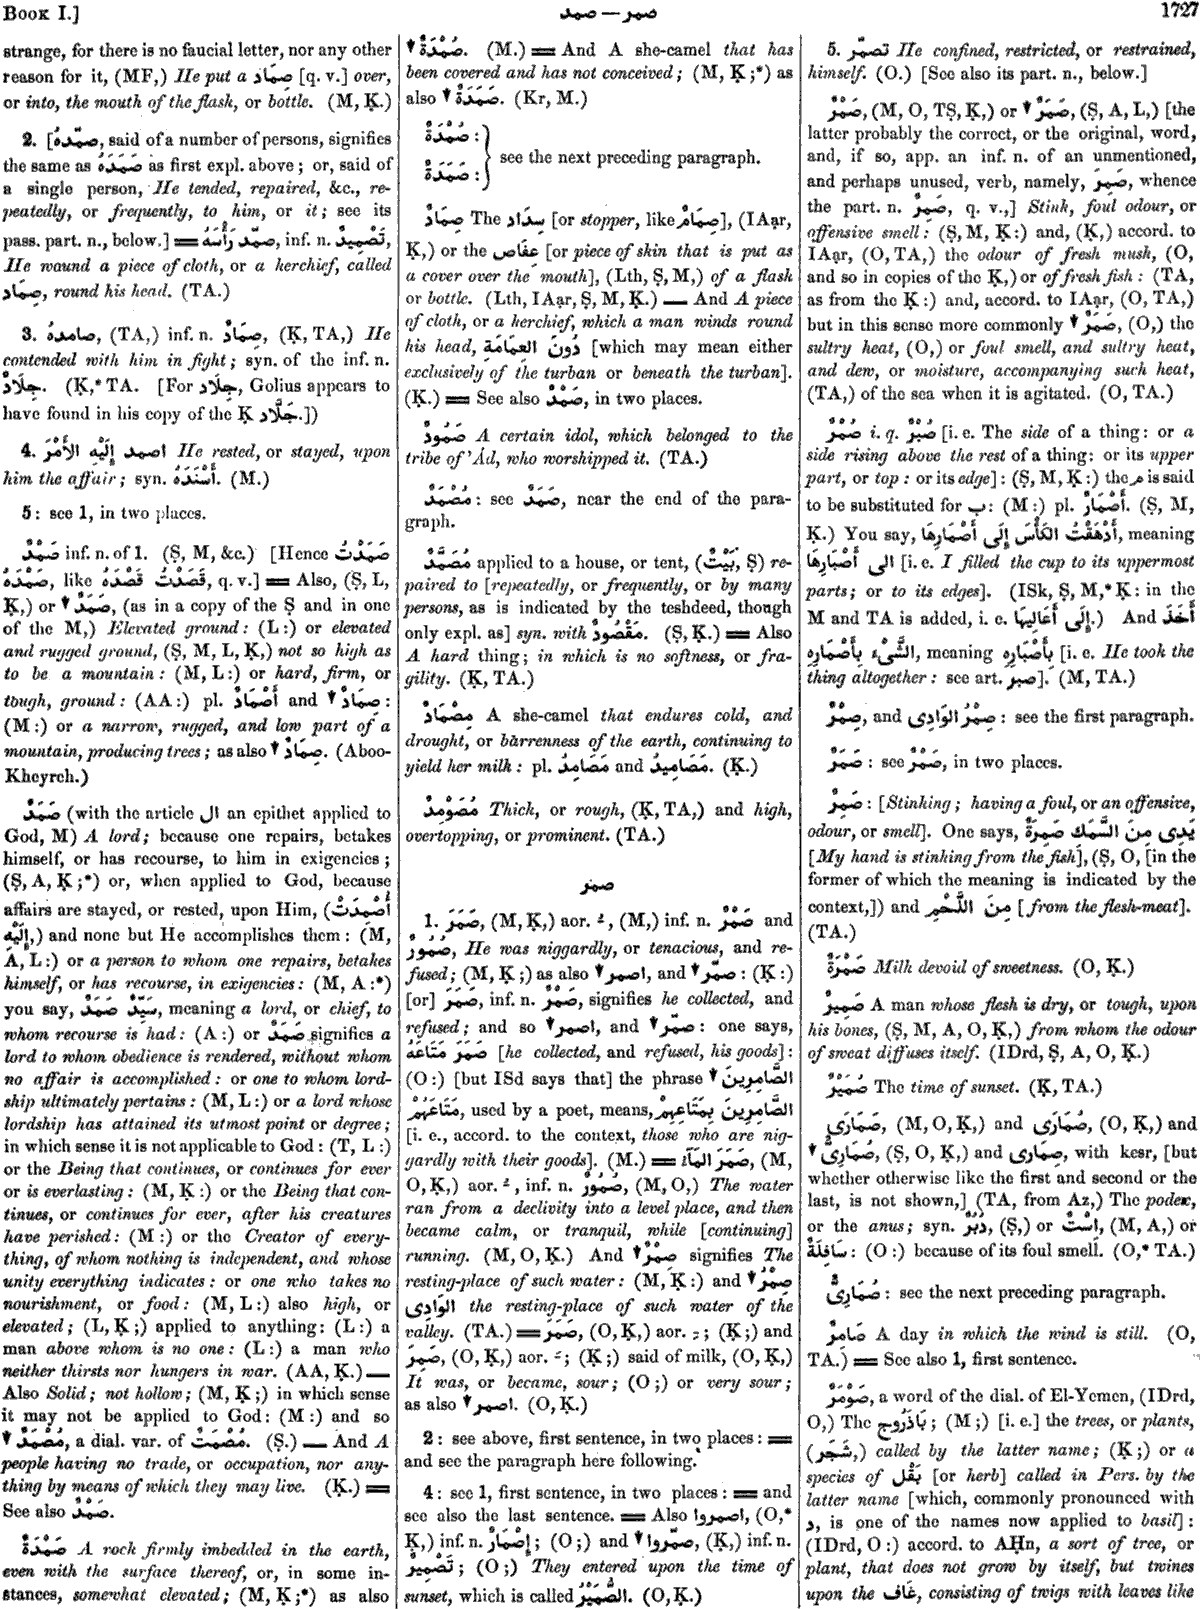 BOOK I.]
صمد — صمر
1727
strange, for there is no faucial letter, nor any other
reason for it, (MF,) He put a صِمَاد [q. v.] over,
or into, the mouth of the flask, or bottle. (M, Ḳ.)
2. [صمّدهُ, said of a number of persons, signifies
the same as صَمَدَهُ as first expl. above; or, said of
a single person, He tended, repaired, &c., re-
peatedly, or frequently, to him, or it; see its
pass. part. n., below.] ══ صمّد رَأْسَهُ, inf. n. تَصْمِيدٌ,
He wound a piece of cloth, or a kerchief, called
صِمَاد, round his head. (TA.)
3. صامدهُ, (TA,) inf. n. صِمَادٌ, (Ḳ, TA,) He
contended with him in fight; syn. of the inf. n.
جِلَادٌ. (Ḳ,* TA. [For جِلَاد, Golius appears to
have found in his copy of the Ḳ جَلَّاد.])
4. اصمد إِلَيْهِ الأَمْرَ He rested, or stayed, upon
him the affair; syn. أَسْنَدَهُ. (M.)
5: see 1, in two places.
صَمْدٌ inf. n. of 1. (Ṣ, M, &c.) [Hence صَمَدْتُ
صَمْدَهُ, like قَصَدْتُ قَصْدَهُ, q. v.] ══ Also, (Ṣ, L,
Ḳ,) or ▼ صَمَدٌ, (as in a copy of the Ṣ and in one
of the M,) Elevated ground: (L:) or elevated
and rugged ground, (Ṣ, M, L, Ḳ,) not so high as
to be a mountain: (M, L:) or hard, firm, or
tough, ground: (AA:) pl. أَصْمَادٌ and ▼ صِمَادٌ:
(M:) or a narrow, rugged, and low part of a
mountain, producing trees; as also ▼ صِمَادٌ. (Aboo-
Kheyreh.)
صَمَدٌ (with the article ال an epithet applied to
God, M) A lord; because one repairs, betakes
himself, or has recourse, to him in exigencies;
(Ṣ, A, Ḳ;*) or, when applied to God, because
affairs are stayed, or rested, upon Him, (أُصْمِدَتْ
إِلَيْهِ,) and none but He accomplishes them: (M,
A, L:) or a person to whom one repairs, betakes
himself, or has recourse, in exigencies: (M, A:*)
you say, سَيِّدٌ صَمَدٌ, meaning a lord, or chief, to
whom recourse is had: (A:) or صَمَدٌ signifies a
lord to whom obedience is rendered, without whom
no affair is accomplished: or one to whom lord-
ship ultimately pertains: (M, L:) or a lord whose
lordship has attained its utmost point or degree;
in which sense it is not applicable to God: (T, L:)
or the Being that continues, or continues for ever
or is everlasting: (M, Ḳ:) or the Being that con-
tinues, or continues for ever, after his creatures
have perished: (M:) or the Creator of every-
thing, of whom nothing is independent, and whose
unity everything indicates: or one who takes no
nourishment, or food: (M, L:) also high, or
elevated; (L, Ḳ;) applied to anything: (L:) a
man above whom is no one: (L:) a man who
neither thirsts nor hungers in war. (AA, Ḳ.) —
Also Solid; not hollow; (M, Ḳ;) in which sense
it may not be applied to God: (M:) and so
▼ مُصْمَدٌ, a dial. var. of مُصْمَتٌ. (Ṣ.) — And A
people having no trade, or occupation, nor any-
thing by means of which they may live. (Ḳ.) ══
See also صَمْدٌ.
صَمْدَةٌ A rock firmly imbedded in the earth,
even with the surface thereof, or, in some in-
stances, somewhat elevated; (M, Ḳ;*) as also
▼ صُمْدَةٌ. (M.) ══ And A she-camel that has
been covered and has not conceived; (M, Ḳ;*) as
also ▼ صَمَدَةٌ. (Kr, M.)
صُمْدَةٌ:
صَمَدَةٌ: } see the next preceding paragraph.
صِمَادٌ The سِدَاد [or stopper, like صِمَامٌ], (IAạr,
Ḳ,) or the عِفَاص [or piece of skin that is put as
a cover over the mouth], (Lth, Ṣ, M,) of a flask
or bottle. (Lth, IAạr, Ṣ, M, Ḳ.) — And A piece
of cloth, or a kerchief, which a man winds round
his head, دُونَ العِمَامَةِ [which may mean either
exclusively of the turban or beneath the turban].
(Ḳ.) ══ See also صَمْدٌ, in two places.
صَمُودٌ A certain idol, which belonged to the
tribe of 'Ád, who worshipped it. (TA.)
مُصْمَدٌ: see صَمَدٌ, near the end of the para-
graph.
مُصَمَّدٌ applied to a house, or tent, (بَيْتٌ, Ṣ) re-
paired to [repeatedly, or frequently, or by many
persons, as is indicated by the teshdeed, though
only expl. as] syn. with مَقْصُودٌ. (Ṣ, Ḳ.) ══ Also
A hard thing; in which is no softness, or fra-
gility. (Ḳ, TA.)
مِصْمَادٌ A she-camel that endures cold, and
drought, or barrenness of the earth, continuing to
yield her milk: pl. مَصَامِدُ and مَصَامِيدُ. (Ḳ.)
مُصَوْمِدٌ Thick, or rough, (Ḳ, TA,) and high,
overtopping, or prominent. (TA.)
صمر
1. صَمَرَ, (M, Ḳ,) aor. ـُ, (M,) inf. n. صَمْرٌ and
صُمُورٌ, He was niggardly, or tenacious, and re-
fused; (M, Ḳ;) as also ▼ اصمر, and ▼ صمّر: (Ḳ:)
[or] صَمَرَ, inf. n. صَمْرٌ, signifies he collected, and
refused; and so ▼ اصمر, and ▼ صمّر: one says,
صَمَرَ مَتَاعَهُ [he collected, and refused, his goods]:
(O:) [but ISd says that] the phrase ▼ الصَّامِرِينَ
مَتَاعَهُمْ, used by a poet, means, الصَّامِرِينَ بِمَتَاعِهِمْ
[i. e., accord. to the context, those who are nig-
gardly with their goods]. (M.) ══ صَمَرَ المَآءُ, (M,
O, Ḳ,) aor. ـُ, inf. n. صُمُورٌ, (M, O,) The water
ran from a declivity into a level place, and then
became calm, or tranquil, while [continuing]
running. (M, O, Ḳ.) And ▼ صِمْرٌ signifies The
resting-place of such water: (M, Ḳ:) and ▼ صِمْرُ
الوَادِى the resting-place of such water of the
valley. (TA.) ══ صَمَرَ, (O, Ḳ,) aor. ـِ; (Ḳ;) and
صَمِرَ, (O, Ḳ,) aor. ـَ; (Ḳ;) said of milk, (O, Ḳ,)
It was, or became, sour; (O;) or very sour;
as also ▼ اصمر. (O, Ḳ.)
2: see above, first sentence, in two places: ══
and see the paragraph here following.
4: see 1, first sentence, in two places: ══ and
see also the last sentence. ══ Also اصمروا, (O,*
Ḳ,) inf. n. إِصْمَارٌ; (O;) and ▼ صمّروا, (Ḳ,) inf. n.
تَصْمِيرٌ; (O;) They entered upon the time of
sunset, which is called الصُّمَيْرُ. (O, Ḳ.)
5. تصمّر He confined, restricted, or restrained,
himself. (O.) [See also its part. n., below.]
صَمْرٌ, (M, O, TṢ, Ḳ,) or ▼ صَمَرٌ, (Ṣ, A, L,) [the
latter probably the correct, or the original, word,
and, if so, app. an inf. n. of an unmentioned,
and perhaps unused, verb, namely, صَمِرَ, whence
the part. n. صَمِرٌ, q. v.,] Stink, foul odour, or
offensive smell: (Ṣ, M, Ḳ:) and, (Ḳ,) accord. to
IAạr, (O, TA,) the odour of fresh mush, (O,
and so in copies of the Ḳ,) or of fresh fish: (TA,
as from the Ḳ:) and, accord. to IAạr, (O, TA,)
but in this sense more commonly ▼ صَمَرٌ, (O,) the
sultry heat, (O,) or foul smell, and sultry heat,
and dew, or moisture, accompanying such heat,
(TA,) of the sea when it is agitated. (O, TA.)
صُمْرٌ i. q. صُبْرٌ [i. e. The side of a thing: or a
side rising above the rest of a thing: or its upper
part, or top: or its edge]: (Ṣ, M, Ḳ:) the م is said
to be substituted for ب: (M:) pl. أَصْمَارٌ. (Ṣ, M,
Ḳ.) You say, أَدْهَقْتُ الكَأْسَ إِلَى أَصْمَارِهَا, meaning
الى أَصْبَارِهَا [i. e. I filled the cup to its uppermost
parts; or to its edges]. (ISk, Ṣ, M,* Ḳ: in the
M and TA is added, i. e. إِلَى أَعَالِيهَا.) And أَخَذَ
الشَّىْءَ بِأَصْمَارِهِ, meaning بِأَصْبَارِهِ [i. e. He took the
thing altogether: see art. صبر]. (M, TA.)
صِمْرٌ, and صِمْرُ الوَادِى: see the first paragraph.
صَمَرٌ: see صَمْرٌ, in two places.
صَمِرٌ: [Stinking; having a foul, or an offensive,
odour, or smell]. One says, يَدِى مِنَ السَّمَكِ صَمِرَةٌ
[My hand is stinking from the fish], (Ṣ, O, [in the
former of which the meaning is indicated by the
context,]) and مِنَ اللَّحْمِ [from the flesh-meat].
(TA.)
صَمْرَةٌ Milk devoid of sweetness. (O, Ḳ.)
صَمِيرٌ A man whose flesh is dry, or tough, upon
his bones, (Ṣ, M, A, O, Ḳ,) from whom the odour
of sweat diffuses itself. (IDrd, Ṣ, A, O, Ḳ.)
صُمَيْرٌ The time of sunset. (Ḳ, TA.)
صَمَارَى, (M, O, Ḳ,) and صُمَارَى, (O, Ḳ,) and
▼ صُمَارِىٌّ, (Ṣ, O, Ḳ,) and صِمَارى, with kesr, [but
whether otherwise like the first and second or the
last, is not shown,] (TA, from Az,) The podex,
or the anus; syn. دُبُرٌ, (Ṣ,) or اِسْتٌ, (M, A,) or
سَافِلَةٌ: (O:) because of its foul smell. (O,* TA.)
صُمَارِىٌّ: see the next preceding paragraph.
صَامِرٌ A day in which the wind is still. (O,
TA.) ══ See also 1, first sentence.
صَوْمَرٌ, a word of the dial. of El-Yemen, (IDrd,
O,) The بَاذَرُوج; (M;) [i. e.] the trees, or plants,
(شَجَر,) called by the latter name; (Ḳ;) or a
species of بَقْل [or herb] called in Pers. by the
latter name [which, commonly pronounced with
د, is one of the names now applied to basil]:
(IDrd, O:) accord. to AḤn, a sort of tree, or
plant, that does not grow by itself, but twines
upon the غَاف, consisting of twigs with leaves like